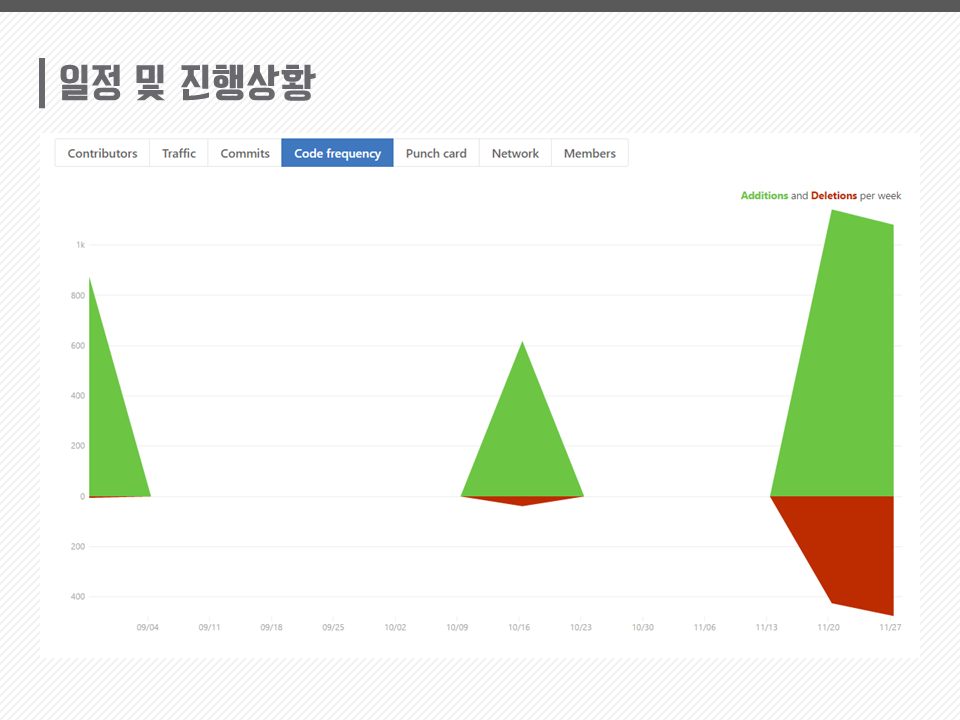 일정 및 진행상황
Contributors Traffic Commits Code frequency Punch card Network Members
Additions and Deletions per week
1k
800
600
400
200
0
200
400
09/04 09/11 09/18 09/25 10/02 10/09 10/16 10/23 10/30 11/06 11/13 11/20 11/27